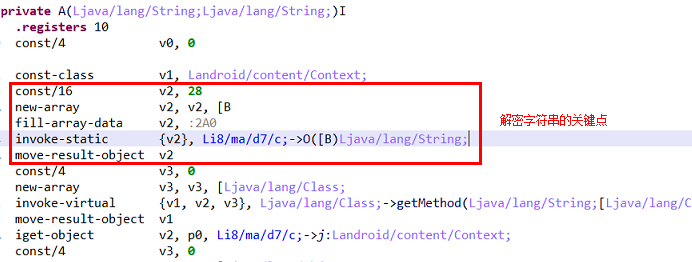 private A(Ljava/lang/String;Ljava/lang/String;)I
.registers 10
const/4 v0, 0
const-class v1, Landroid/content/Context;
const/16 v2, 28
new-array v2, v2, [B
fill-array-data v2, :2A0
invoke-static {v2}, Li8/ma/d7/c;->O([B)Ljava/lang/String;
move-result-object v2
const/4 v3, 0
new-array v3, v3, [Ljava/lang/Class;
invoke-virtual {v1, v2, v3}, Ljava/lang/Class;->getMethod(Ljava/lang/String;[Ljava/lang/C
move-result-object v1
iget-object v2, p0, Li8/ma/d7/c;->j:Landroid/content/Context;
const/4 v3, 0
解密字符串的关键点